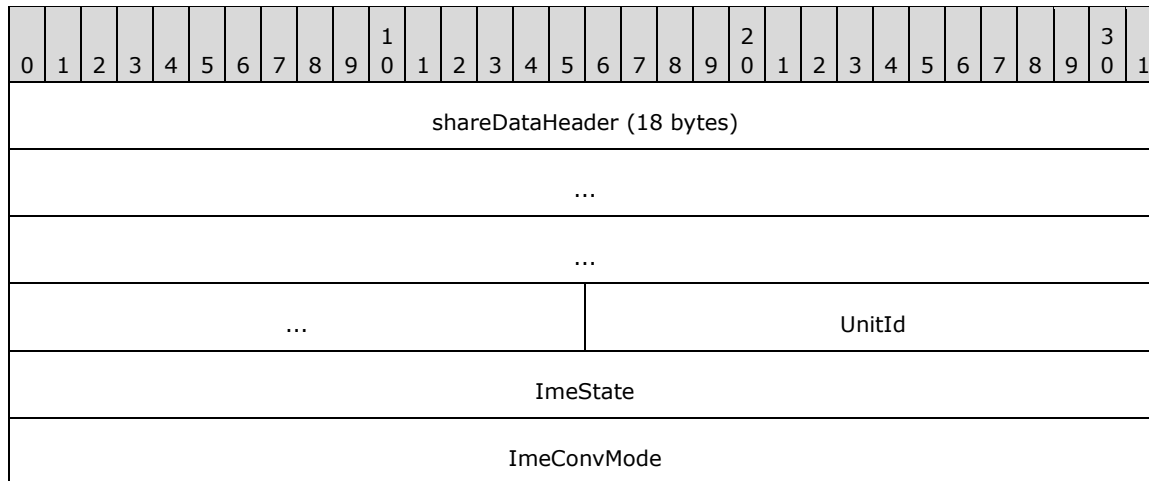 1 2 3
0 1 2 3 4 5 6 7 8 9 0 1 2 3 4 5 6 7 8 9 0 1 2 3 4 5 6 7 8 9 0 1
shareDataHeader (18 bytes)
...
...
... UnitId
ImeState
ImeConvMode